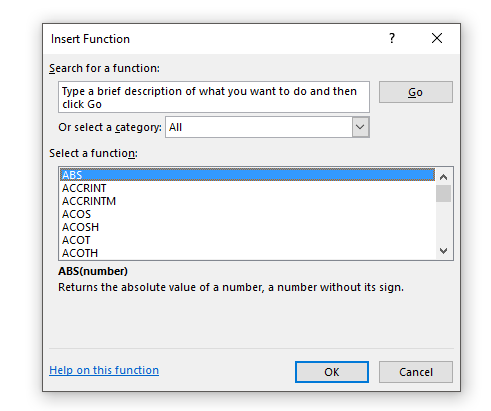 Insert Function
?
Search for a function:
Type a brief description of what you want to do and then
click Go
Go
Or select a category:
All
Select a function:
ABS
ACCRINT
ACCRINTM
ACOS
ACOSH
ACOT
ACOTH
ABS(number)
Returns the absolute value of a number, a number without its sign.
Help on this function
OK
Cancel